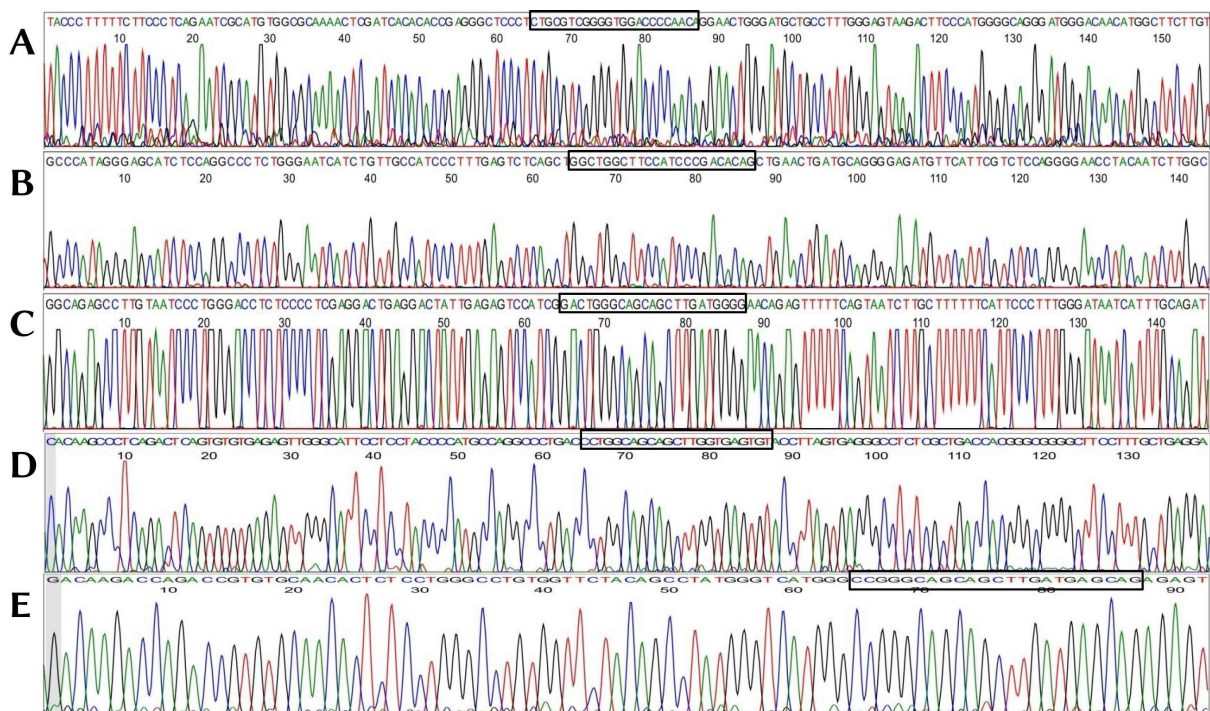 A
TACCCTTTTTCTTCCCTCAGAATCGCATGTGGCGCAAAACTCGATCACACACCGAGGGCTCCCTCTGCGTCGGGGTGGACCCCAACAGGAACTGGGATGCTGCCTTTGGGAGTAAGACTTCCCATGGGGCAGGGATGGGACAACATGGCTTCTTGT
10 20 30 40 50 60 70 80 90 100 110 120 130 140 150
B
GCCCATAGGGAGCATCTCCAGGCCCTCTGGGAATCATCTGTTGCCATCCCTTTGAGTCTCAGCTGGCTGGCTTCCATCCCGACACAGCTGAACTGATGCAGGGGAGATGTTCATTCGTCTCCAGGGGAACCTACAATCTTGGC
10 20 30 40 50 60 70 80 90 100 110 120 130 140
C
GGCAGAGCCTTGTAATCCCTGGGACCTCTCCCCTCGAGGACTGAGGACTATTGAGAGTCCATCGGACTGGGCAGCAGCTTGATGGGGAACAGAGTTTTTCAGTAATCTTGCTTTTTTCATTCCCTTTGGGATAATCATTTGCAGAT
10 20 30 40 50 60 70 80 90 100 110 120 130 140
D
CACAAGCCCTCAGACTCAGTGTGTGAGAGTTGGGCATTCCTCCTACCCCATGCCAGGCCCTGACCCTGGCAGCAGCTTGGTGAGTGTACCTTAGTGAGGGCCTCTCGCTGACCACGGGCGGGGGCTTCCTTTGCTGAGGA
10 20 30 40 50 60 70 80 90 100 110 120 130
E
GACAAGACCAGACCGTGTGCAACACTCTCCTGGGCCTGTGGTTCTACAGCCTATGGGTCATGGGCCGGGCAGCAGCTTGATGAGCAGAGAGT
10 20 30 40 50 60 70 80 90